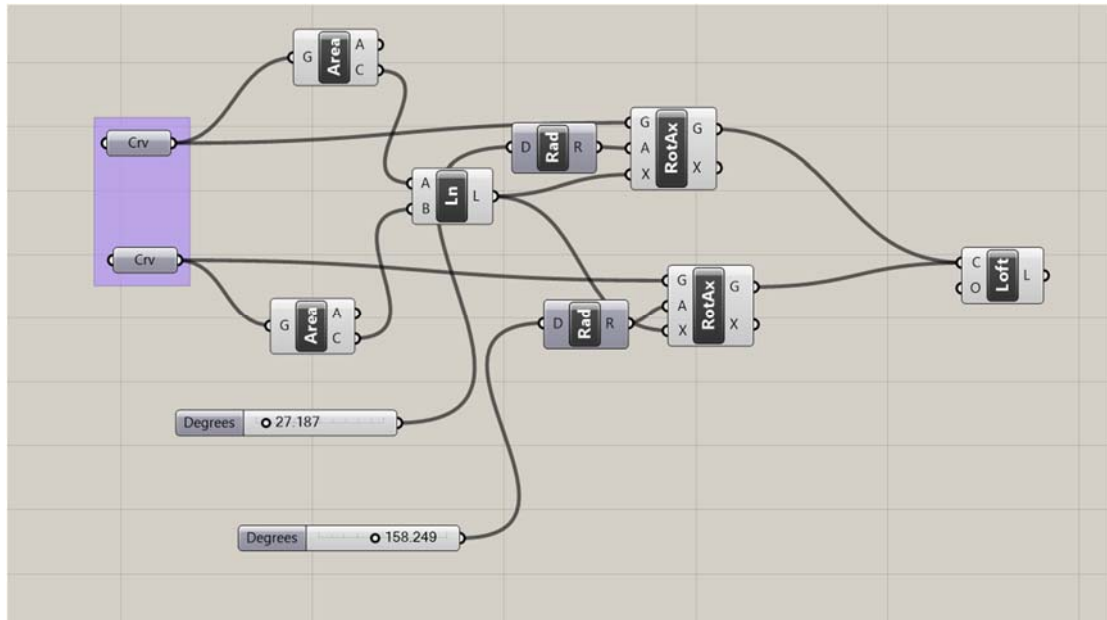 G Area A
C
Crv
G RotAx G
D Rad R A
X X
A Ln L
B
Crv
G RotAx G
A
X X
C Loft L
O
G Area A
C
D Rad R
Degrees 27.187
Degrees 158.249